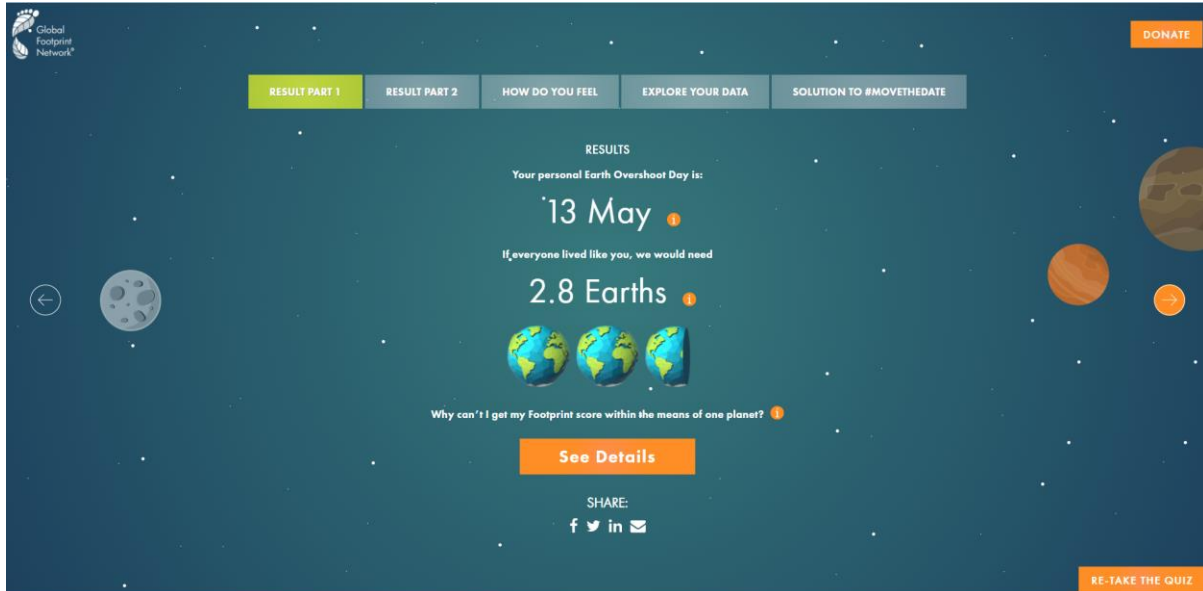 Global
Footprint
Network®
DONATE
RESULT PART 1
RESULT PART 2
HOW DO YOU FEEL
EXPLORE YOUR DATA
SOLUTION TO #MOVETHEDATE
RESULTS
Your personal Earth Overshoot Day is:
13 May i
If everyone lived like you, we would need
2.8 Earths i
Why can't I get my Footprint score within the means of one planet? i
See Details
SHARE:
RE-TAKE THE QUIZ